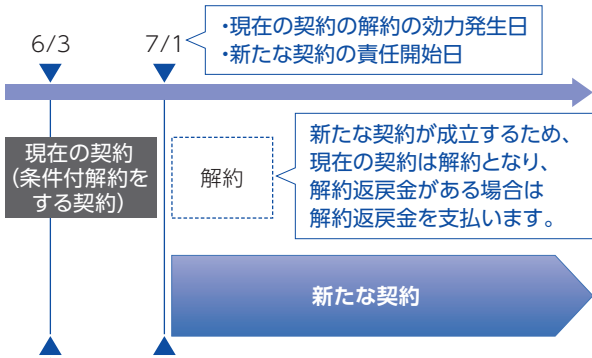 6/3
7/1
・現在の契約の解約の効力発生日
・新たな契約の責任開始日
現在の契約
(条件付解約を
する契約)
解約
新たな契約が成立するため、
現在の契約は解約となり、
解約返戻金がある場合は
解約返戻金を支払います。
新たな契約